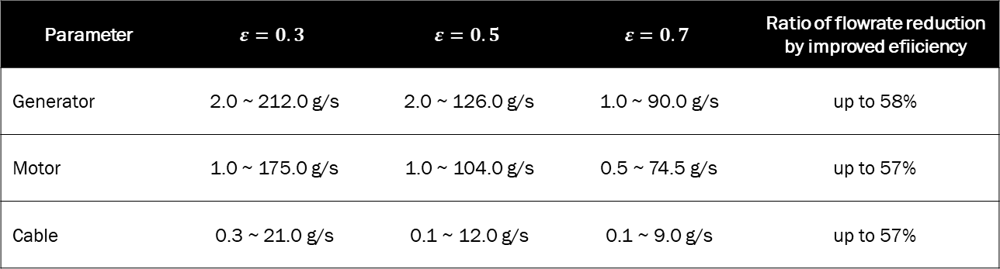 Parameter 𝜺 = 𝟎.𝟑 𝜺 = 𝟎.𝟓 𝜺 = 𝟎.𝟕 Ratio of flowrate reduction
by improved efiiciency
Generator 2.0 ~ 212.0 g/s 2.0 ~ 126.0 g/s 1.0 ~ 90.0 g/s up to 58%
Motor 1.0 ~ 175.0 g/s 1.0 ~ 104.0 g/s 0.5 ~ 74.5 g/s up to 57%
Cable 0.3 ~ 21.0 g/s 0.1 ~ 12.0 g/s 0.1 ~ 9.0 g/s up to 57%